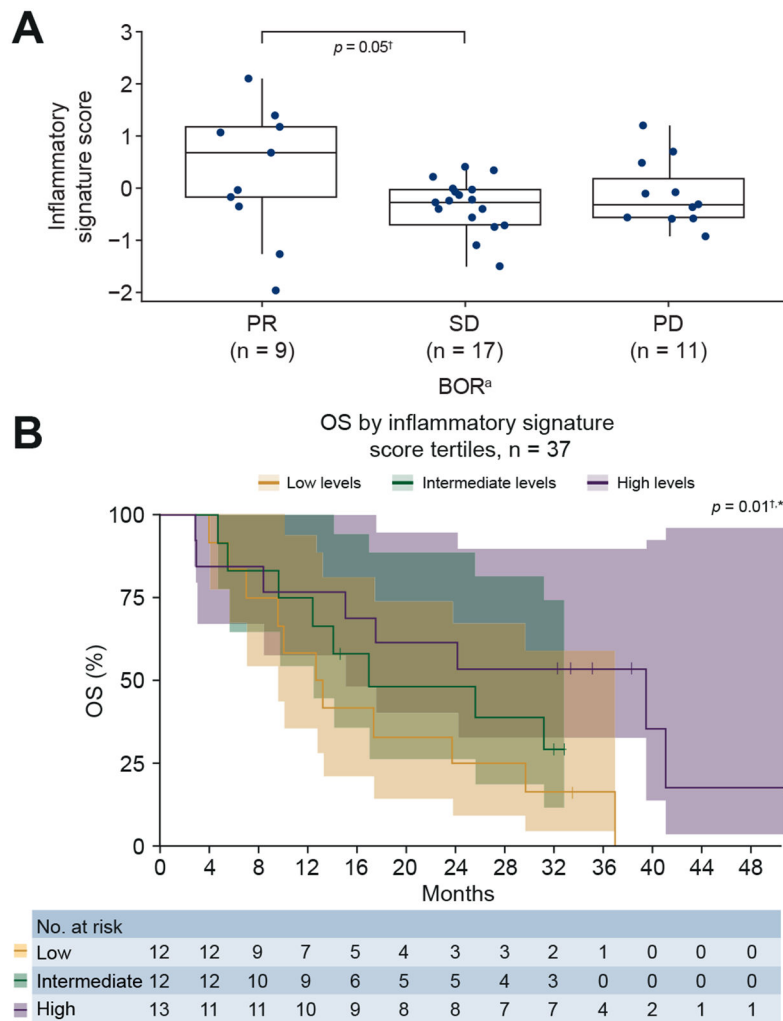 A
Inflammatory
signature score
3
2
1
0
−1
−2
p = 0.05†
PR
(n = 9)
SD
(n = 17)
PD
(n = 11)
BORa
B
OS by inflammatory signature
score tertiles, n = 37
Low levels
Intermediate levels
High levels
p = 0.01†,*
OS (%)
100
75
50
25
0
0 4 8 12 16 20 24 28 32 36 40 44 48
Months
No. at risk
Low 12 12 9 7 5 4 3 3 2 1 0 0 0
Intermediate 12 12 10 9 6 5 5 4 3 0 0 0 0
High 13 11 11 10 9 8 8 7 7 4 2 1 1